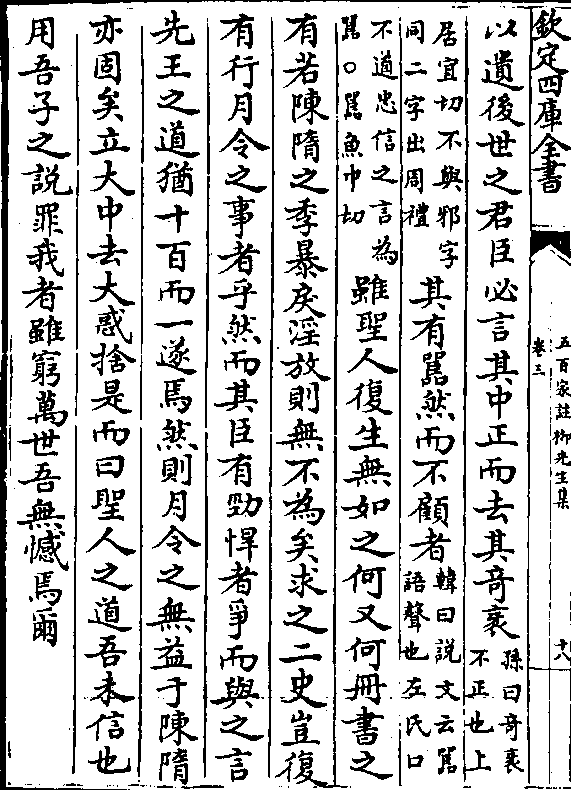 欽定四庫全書
五百家註柳先生集
卷三
十八
以遺後世之君臣必言其中正而去其奇衺
孫曰奇衺
不正也上
居宜切不與邪字
同二字出周禮
其有嚚然而不顧者
韓曰説文云嚚
語聲也左氏口
不道忠信之言為
嚚○嚚魚巾切
雖聖人復生無如之何又何冊書之
有若陳隋之季暴戾淫放則無不為矣求之二史豈復
有行月令之事者乎然而其臣有勁悍者爭而與之言
先王之道猶十百而一遂焉然則月令之無益于陳隋
亦固矣立大中去大惑捨是而曰聖人之道吾未信也
用吾子之説罪我者雖窮萬世吾無憾焉爾